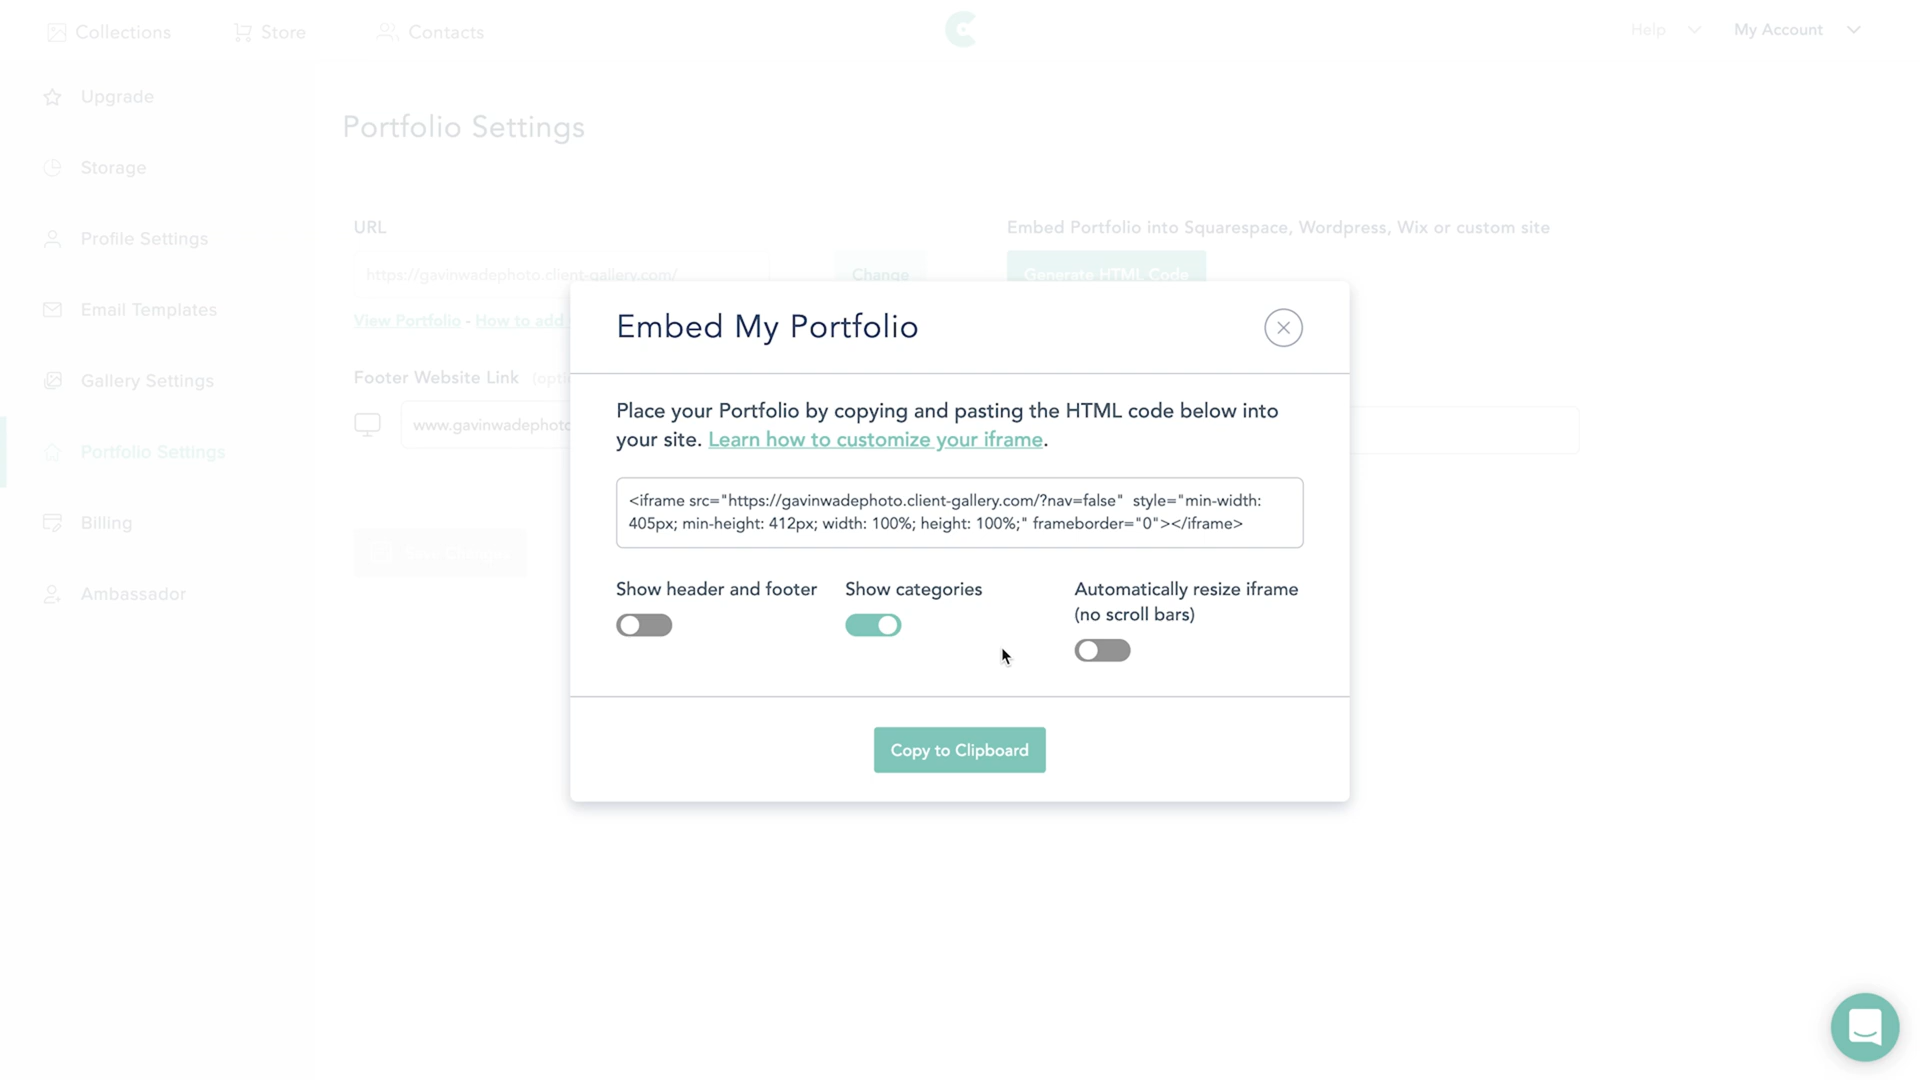 Collections
Store
Contacts
Help
My Account
Upgrade
Portfolio Settings
Storage
URL
Embed Portfolio into Squarespace, Wordpress, Wix or custom site
Profile Settings
https://gavinwadephoto.client-gallery.com/
Change
Generate HTML Code
Email Templates
View Portfolio - How to add
Embed My Portfolio
Gallery Settings
Footer Website Link
Place your Portfolio by copying and pasting the HTML code below into
your site. Learn how to customize your iframe.
www.gavinwadephoto
Portfolio Settings
<iframe src="https://gavinwadephoto.client-gallery.com/?nav=false" style="min-width:
405px; min-height: 412px; width: 100%; height: 100%;" frameborder="0"></iframe>
Billing
Save Changes
Show header and footer
Show categories
Automatically resize iframe
(no scroll bars)
Ambassador
Copy to Clipboard